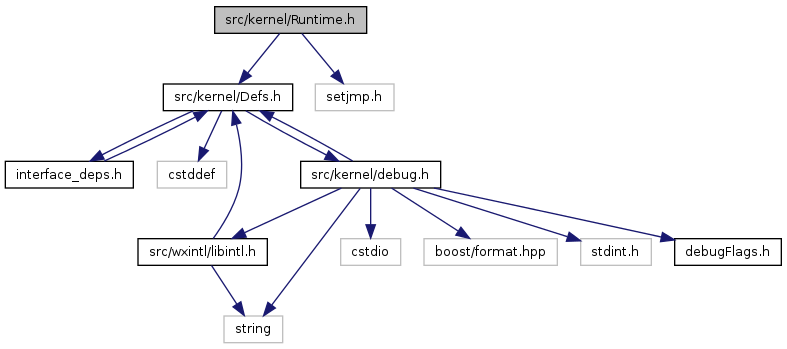 src/kernel/Runtime.h
src/kernel/Defs.h
setjmp.h
interface_deps.h
cstddef
src/kernel/debug.h
src/wxintl/libintl.h
cstdio
boost/format.hpp
stdint.h
debugFlags.h
string